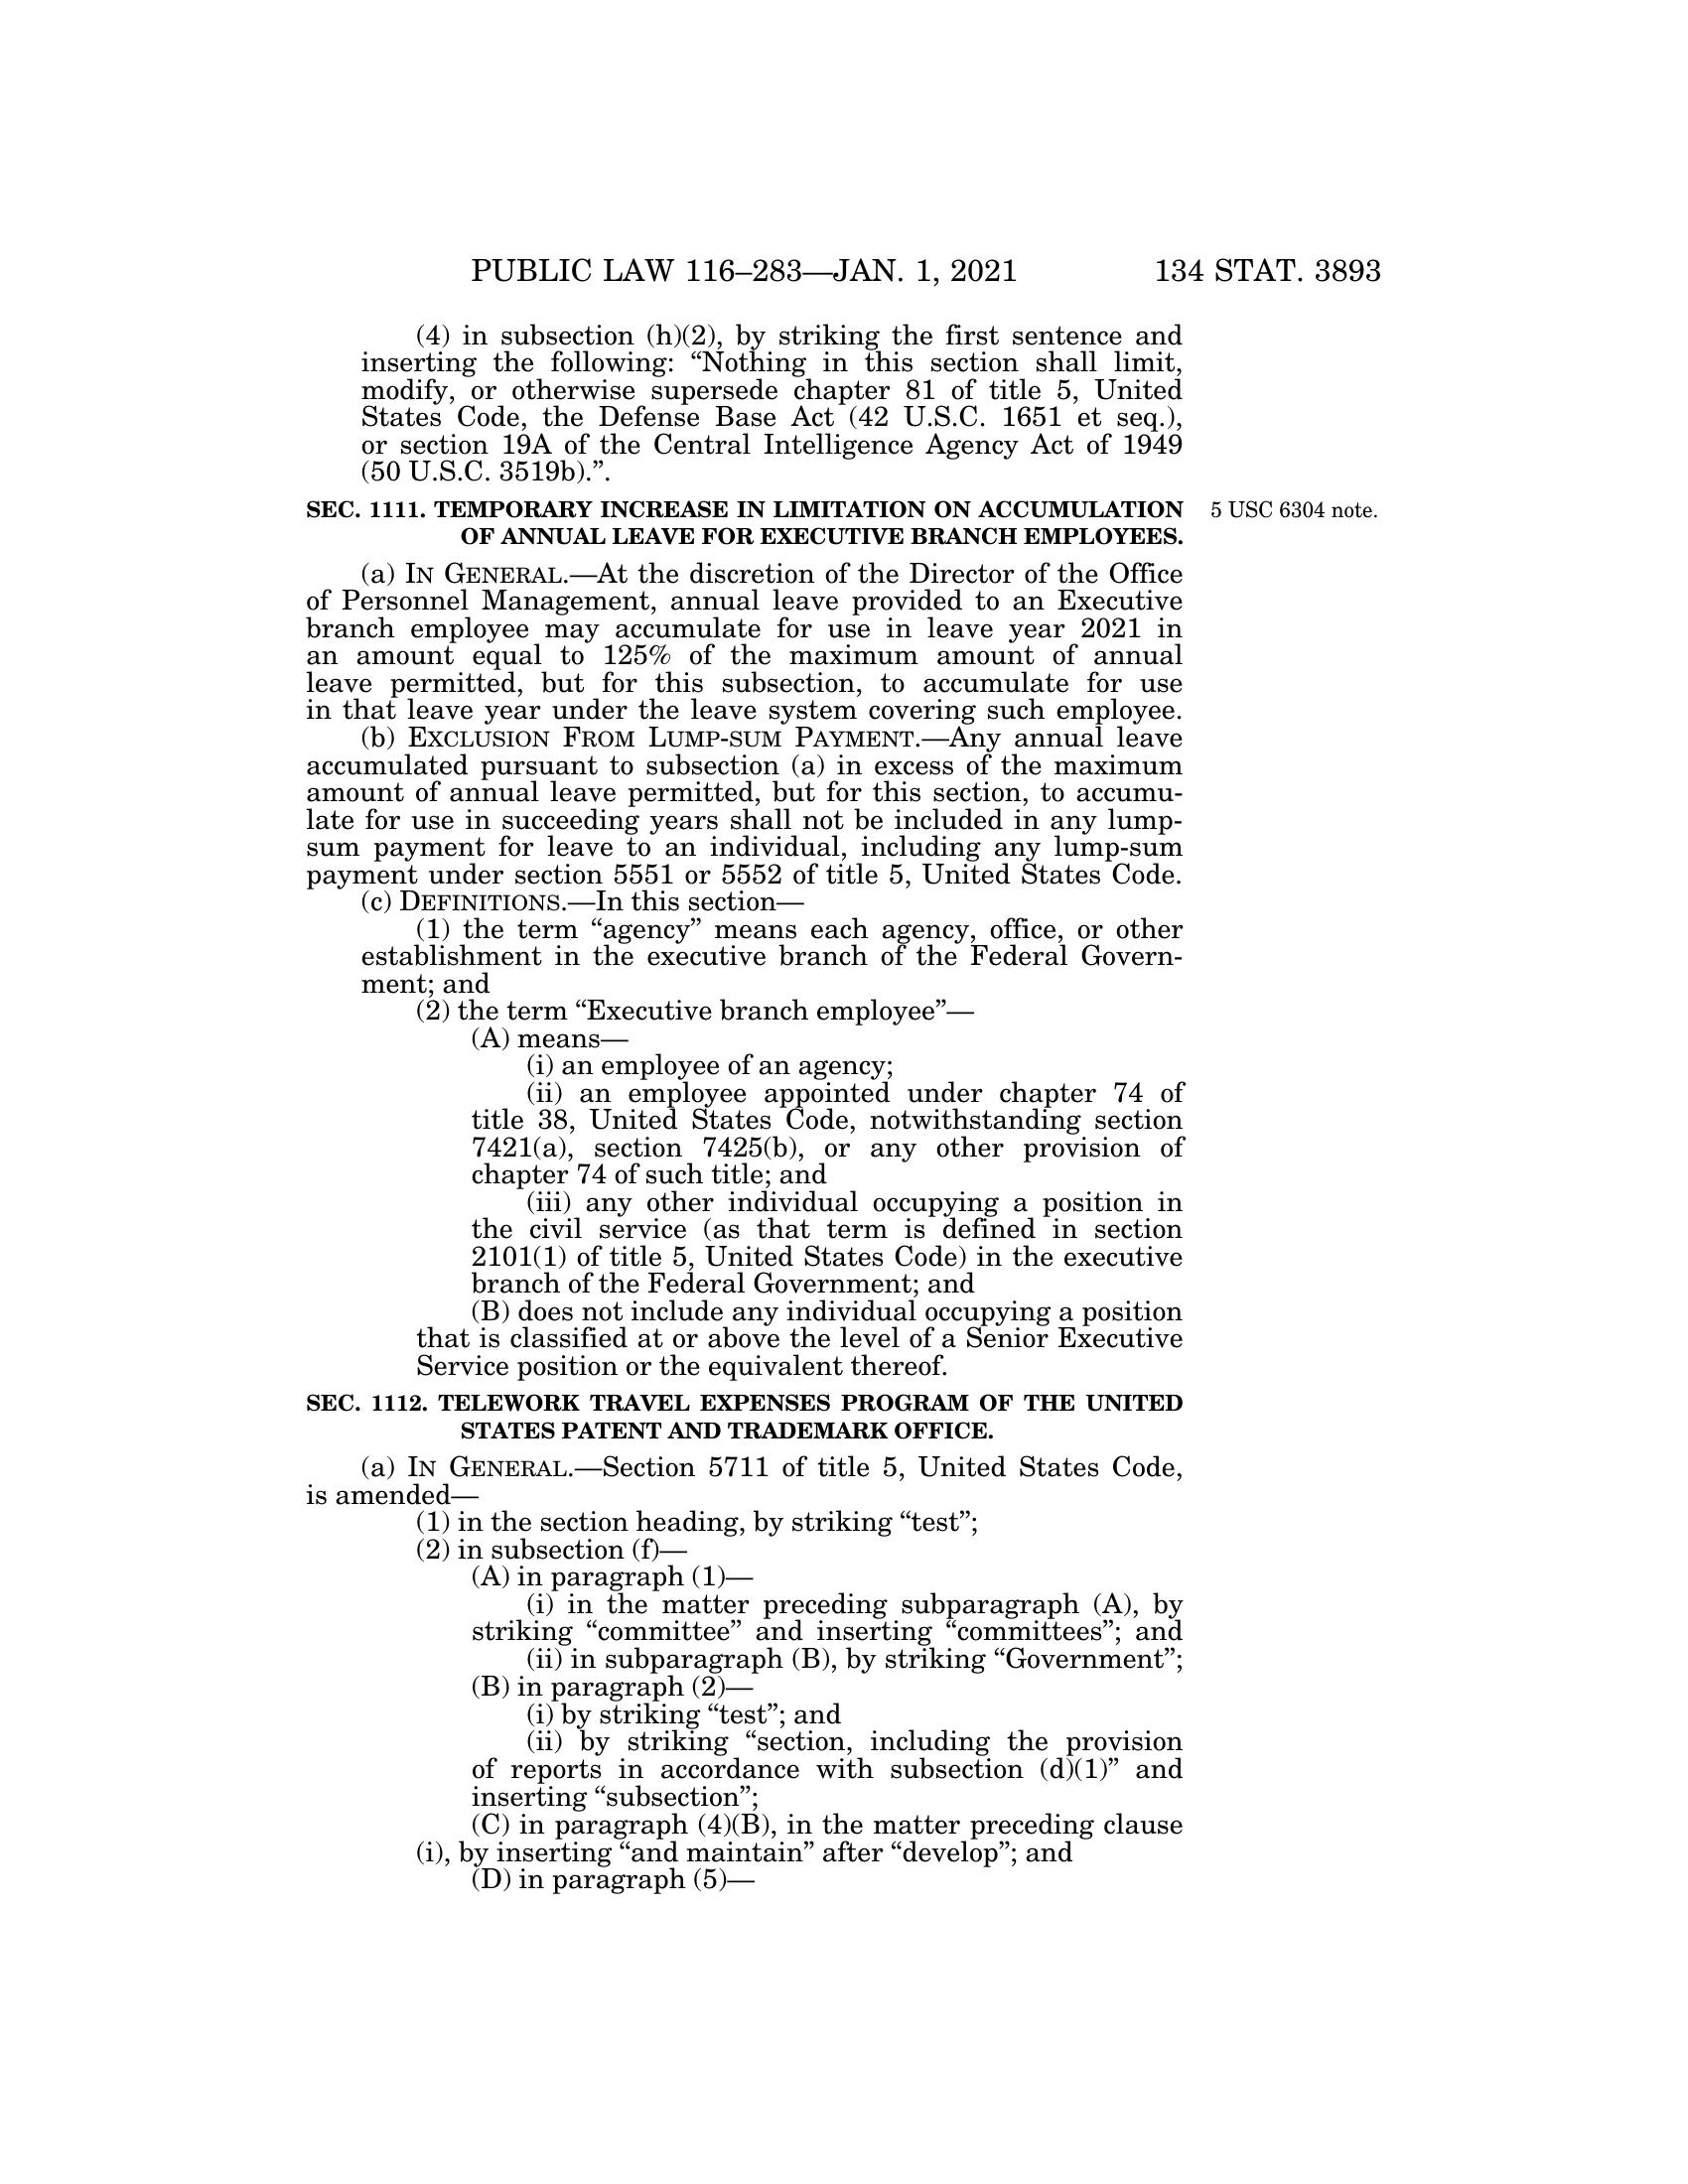 PUBLIC LAW 116–283—JAN. 1, 2021 134 STAT. 3893
(4) in subsection (h)(2), by striking the first sentence and
inserting the following: “Nothing in this section shall limit,
modify, or otherwise supersede chapter 81 of title 5, United
States Code, the Defense Base Act (42 U.S.C. 1651 et seq.),
or section 19A of the Central Intelligence Agency Act of 1949
(50 U.S.C. 3519b).”.
SEC. 1111. TEMPORARY INCREASE IN LIMITATION ON ACCUMULATION
OF ANNUAL LEAVE FOR EXECUTIVE BRANCH EMPLOYEES.
5 USC 6304 note.
(a) IN GENERAL.—At the discretion of the Director of the Office
of Personnel Management, annual leave provided to an Executive
branch employee may accumulate for use in leave year 2021 in
an amount equal to 125% of the maximum amount of annual
leave permitted, but for this subsection, to accumulate for use
in that leave year under the leave system covering such employee.
(b) EXCLUSION FROM LUMP-SUM PAYMENT.—Any annual leave
accumulated pursuant to subsection (a) in excess of the maximum
amount of annual leave permitted, but for this section, to accumu-
late for use in succeeding years shall not be included in any lump-
sum payment for leave to an individual, including any lump-sum
payment under section 5551 or 5552 of title 5, United States Code.
(c) DEFINITIONS.—In this section—
(1) the term “agency” means each agency, office, or other
establishment in the executive branch of the Federal Govern-
ment; and
(2) the term “Executive branch employee”—
(A) means—
(i) an employee of an agency;
(ii) an employee appointed under chapter 74 of
title 38, United States Code, notwithstanding section
7421(a), section 7425(b), or any other provision of
chapter 74 of such title; and
(iii) any other individual occupying a position in
the civil service (as that term is defined in section
2101(1) of title 5, United States Code) in the executive
branch of the Federal Government; and
(B) does not include any individual occupying a position
that is classified at or above the level of a Senior Executive
Service position or the equivalent thereof.
SEC. 1112. TELEWORK TRAVEL EXPENSES PROGRAM OF THE UNITED
STATES PATENT AND TRADEMARK OFFICE.
(a) IN GENERAL.—Section 5711 of title 5, United States Code,
is amended—
(1) in the section heading, by striking “test”;
(2) in subsection (f)—
(A) in paragraph (1)—
(i) in the matter preceding subparagraph (A), by
striking “committee” and inserting “committees”; and
(ii) in subparagraph (B), by striking “Government”;
(B) in paragraph (2)—
(i) by striking “test”; and
(ii) by striking “section, including the provision
of reports in accordance with subsection (d)(1)” and
inserting “subsection”;
(C) in paragraph (4)(B), in the matter preceding clause
(i), by inserting “and maintain” after “develop”; and
(D) in paragraph (5)—